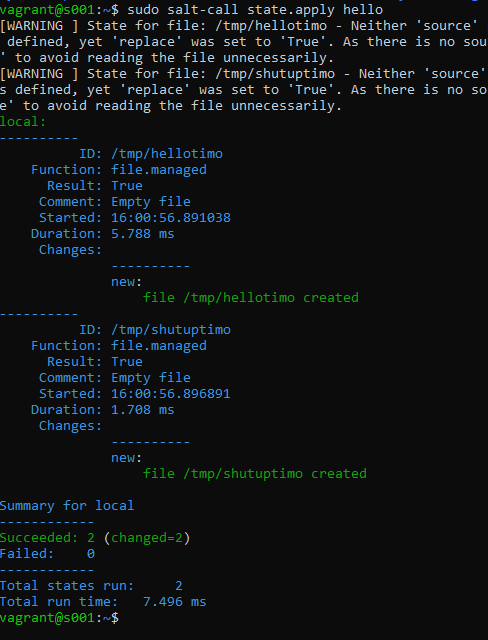 vagrant@s001:~$ sudo salt-call state.apply hello
[WARNING ] State for file: /tmp/hellotimo - Neither 'source'
 defined, yet 'replace' was set to 'True'. As there is no sou
' to avoid reading the file unnecessarily.
[WARNING ] State for file: /tmp/shutuptimo - Neither 'source'
s defined, yet 'replace' was set to 'True'. As there is no so
e' to avoid reading the file unnecessarily.
local:
----------
          ID: /tmp/hellotimo
    Function: file.managed
      Result: True
     Comment: Empty file
     Started: 16:00:56.891038
    Duration: 5.788 ms
     Changes:
              ----------
              new:
                  file /tmp/hellotimo created
----------
          ID: /tmp/shutuptimo
    Function: file.managed
      Result: True
     Comment: Empty file
     Started: 16:00:56.896891
    Duration: 1.708 ms
     Changes:
              ----------
              new:
                  file /tmp/shutuptimo created

Summary for local
------------
Succeeded: 2 (changed=2)
Failed:    0
------------
Total states run:     2
Total run time:   7.496 ms
vagrant@s001:~$